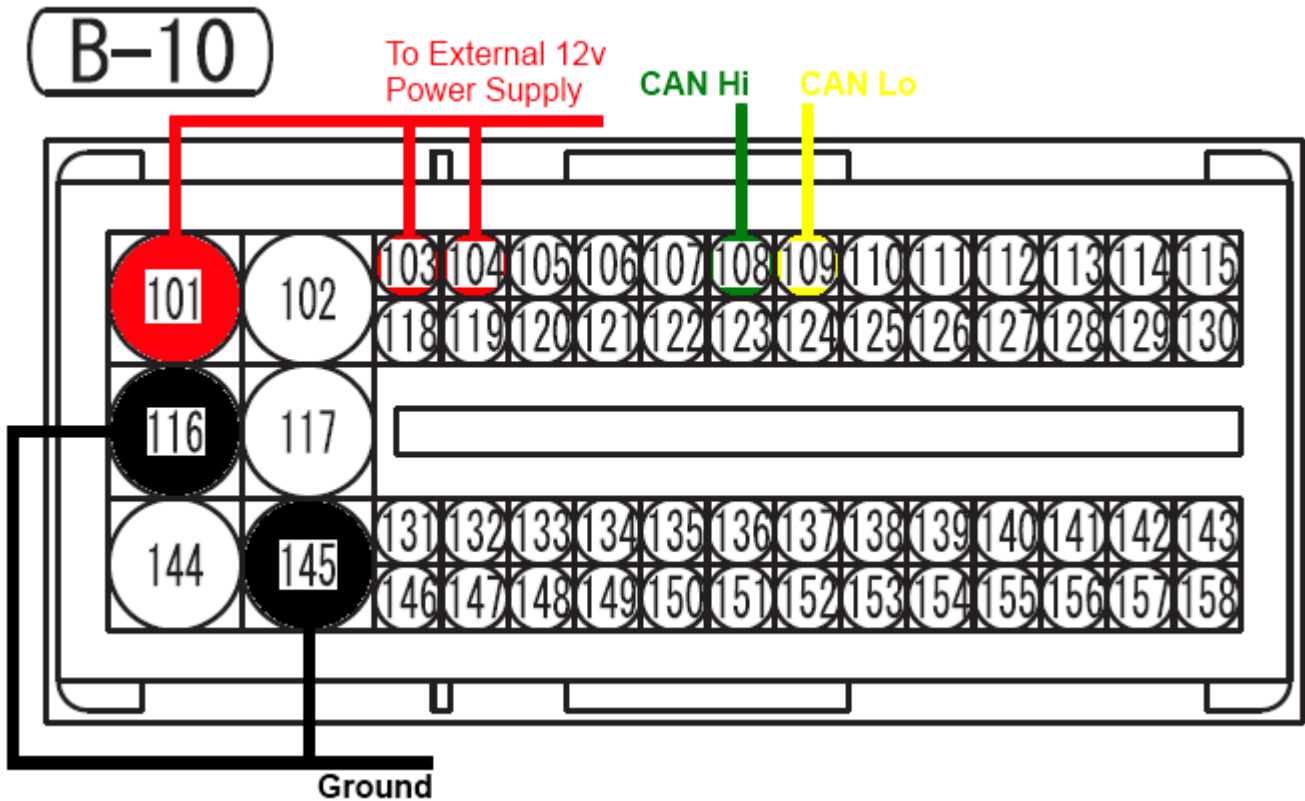 B-10
To External 12v
Power Supply
CAN Hi CAN Lo
101 102 103 104 105 106 107 108 109 110 111 112 113 114 115
118 119 120 121 122 123 124 125 126 127 128 129 130
116 117
144 145 131 132 133 134 135 136 137 138 139 140 141 142 143
146 147 148 149 150 151 152 153 154 155 156 157 158
Ground